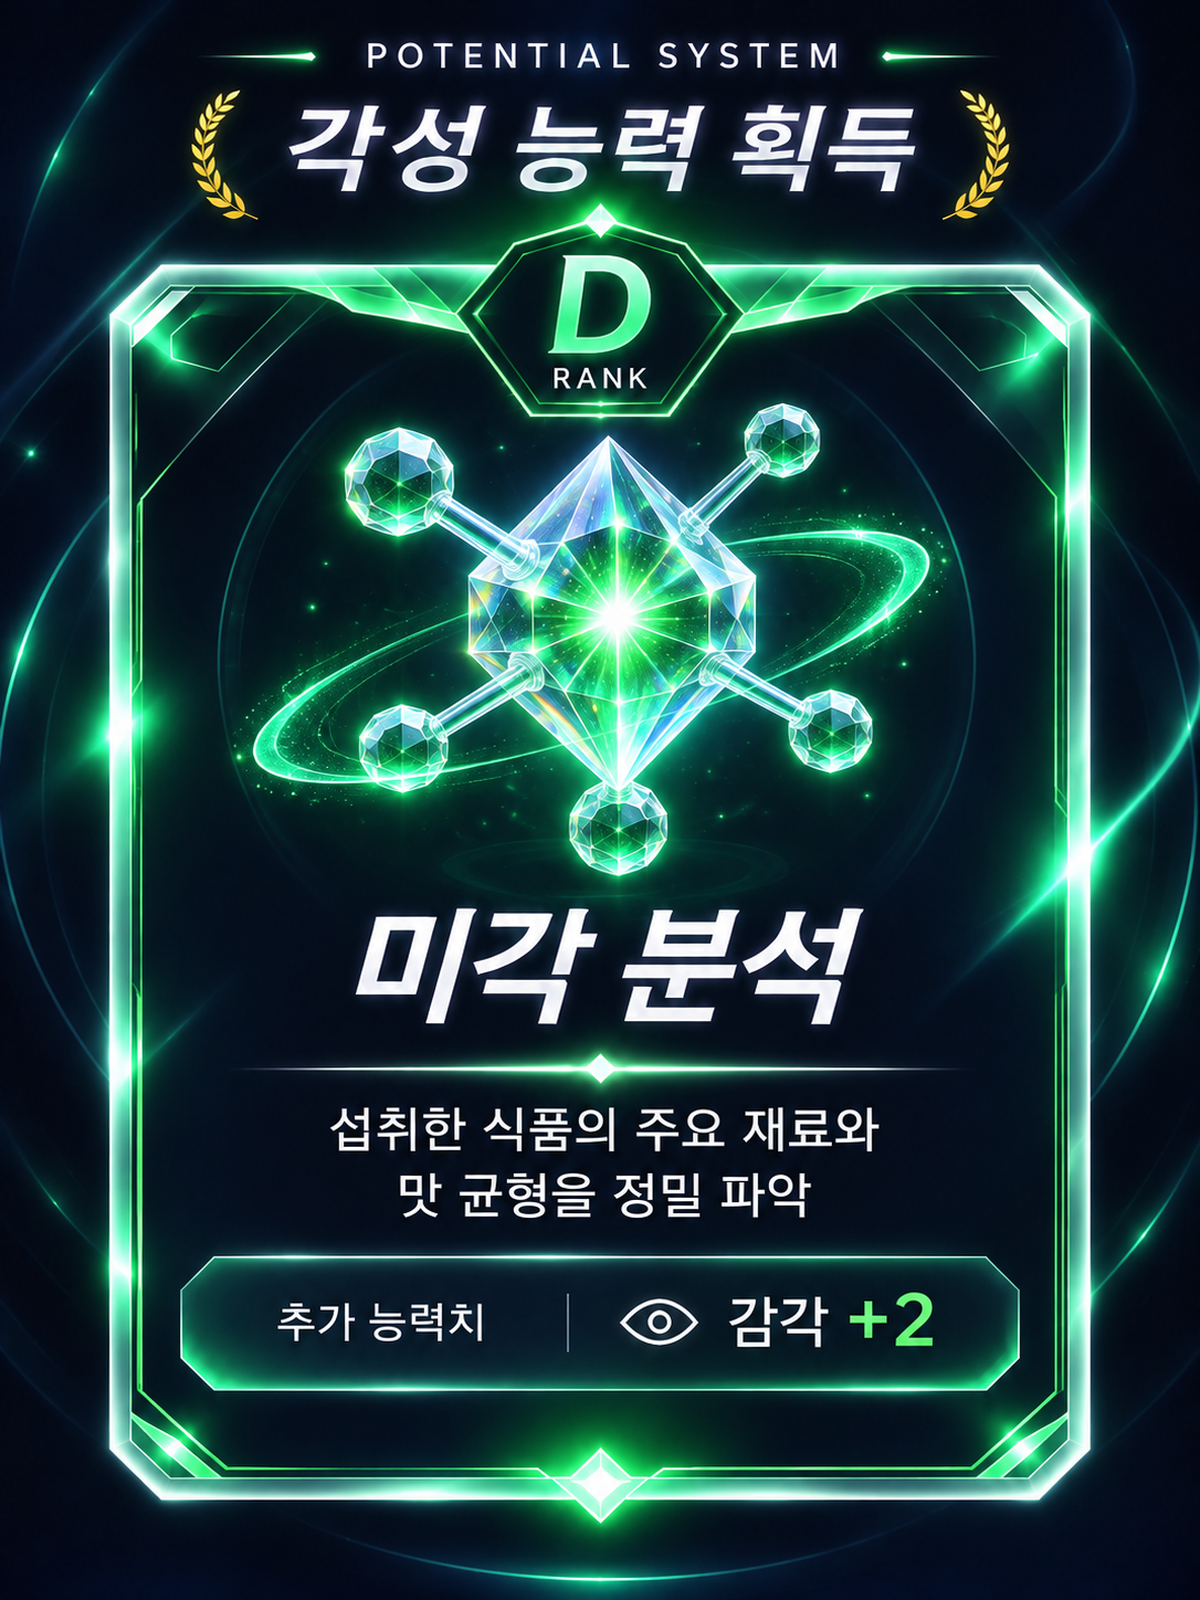 POTENTIAL SYSTEM
각성 능력 획득
D
RANK
미각 분석
섭취한 식품의 주요 재료와
맛 균형을 정밀 파악
추가 능력치 감각 +2